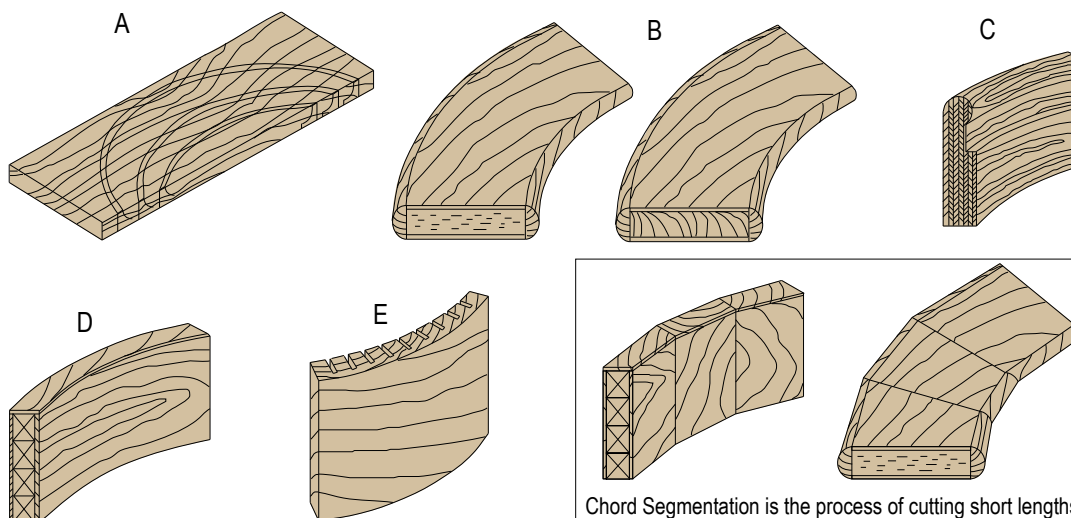 A
B
C
D
E
Chord Segmentation is the process of cutting short lengths